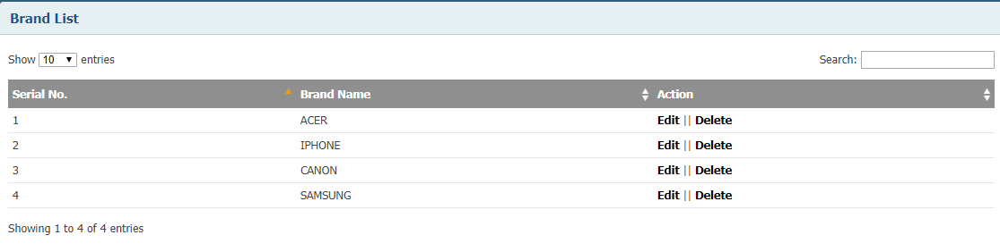 Brand List
Show 10 entries Search:
Serial No. Brand Name Action
1 ACER Edit || Delete
2 IPHONE Edit || Delete
3 CANON Edit || Delete
4 SAMSUNG Edit || Delete
Showing 1 to 4 of 4 entries